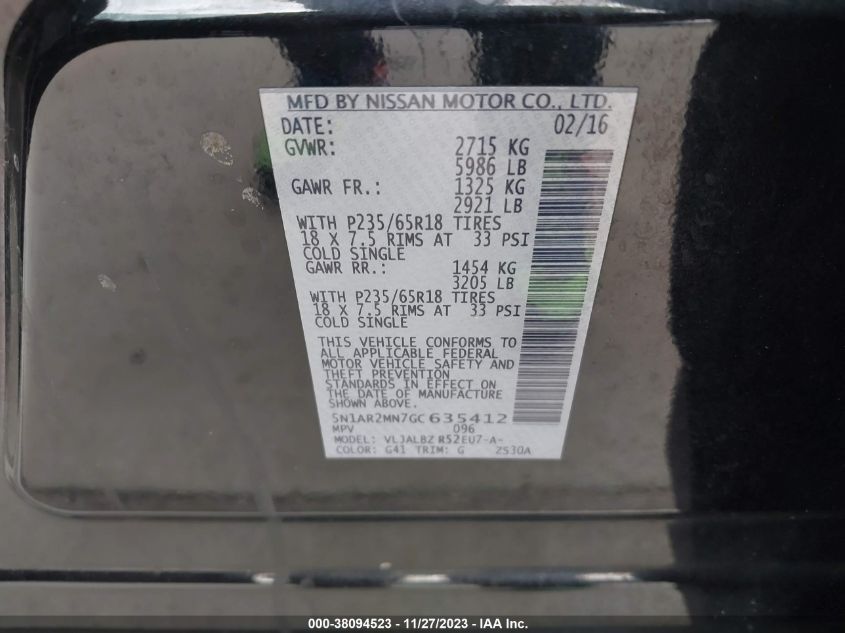 MFD BY NISSAN MOTOR CO., LTD.
DATE: 02/16
GVWR: 2715 KG
5986 LB
GAWR FR.: 1325 KG
2921 LB
WITH P235/65R18 TIRES
18 X 7.5 RIMS AT 33 PSI
COLD SINGLE
GAWR RR.: 1454 KG
3205 LB
WITH P235/65R18 TIRES
18 X 7.5 RIMS AT 33 PSI
COLD SINGLE
THIS VEHICLE CONFORMS TO
ALL APPLICABLE FEDERAL
MOTOR VEHICLE SAFETY AND
THEFT PREVENTION
STANDARDS IN EFFECT ON
THE DATE OF MANUFACTURE
SHOWN ABOVE.
5N1AR2MN7GC635412
MPV 096
MODEL: VLJALBZ R52EU7-A-
COLOR: G41 TRIM: G Z530A
000-38094523 - 11/27/2023 - IAA Inc.